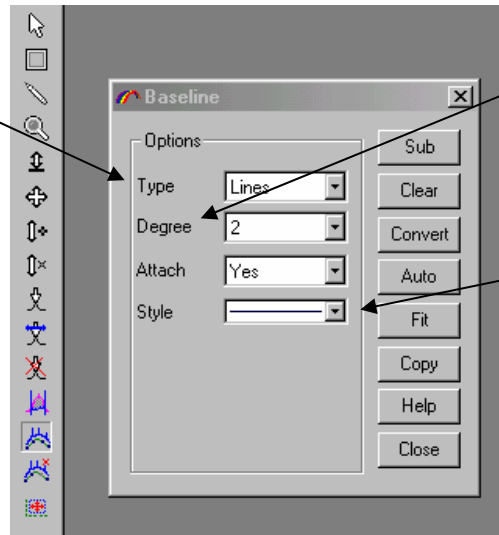 Baseline
Options
Type Lines
Degree 2
Attach Yes
Style
Sub
Clear
Convert
Auto
Fit
Copy
Help
Close